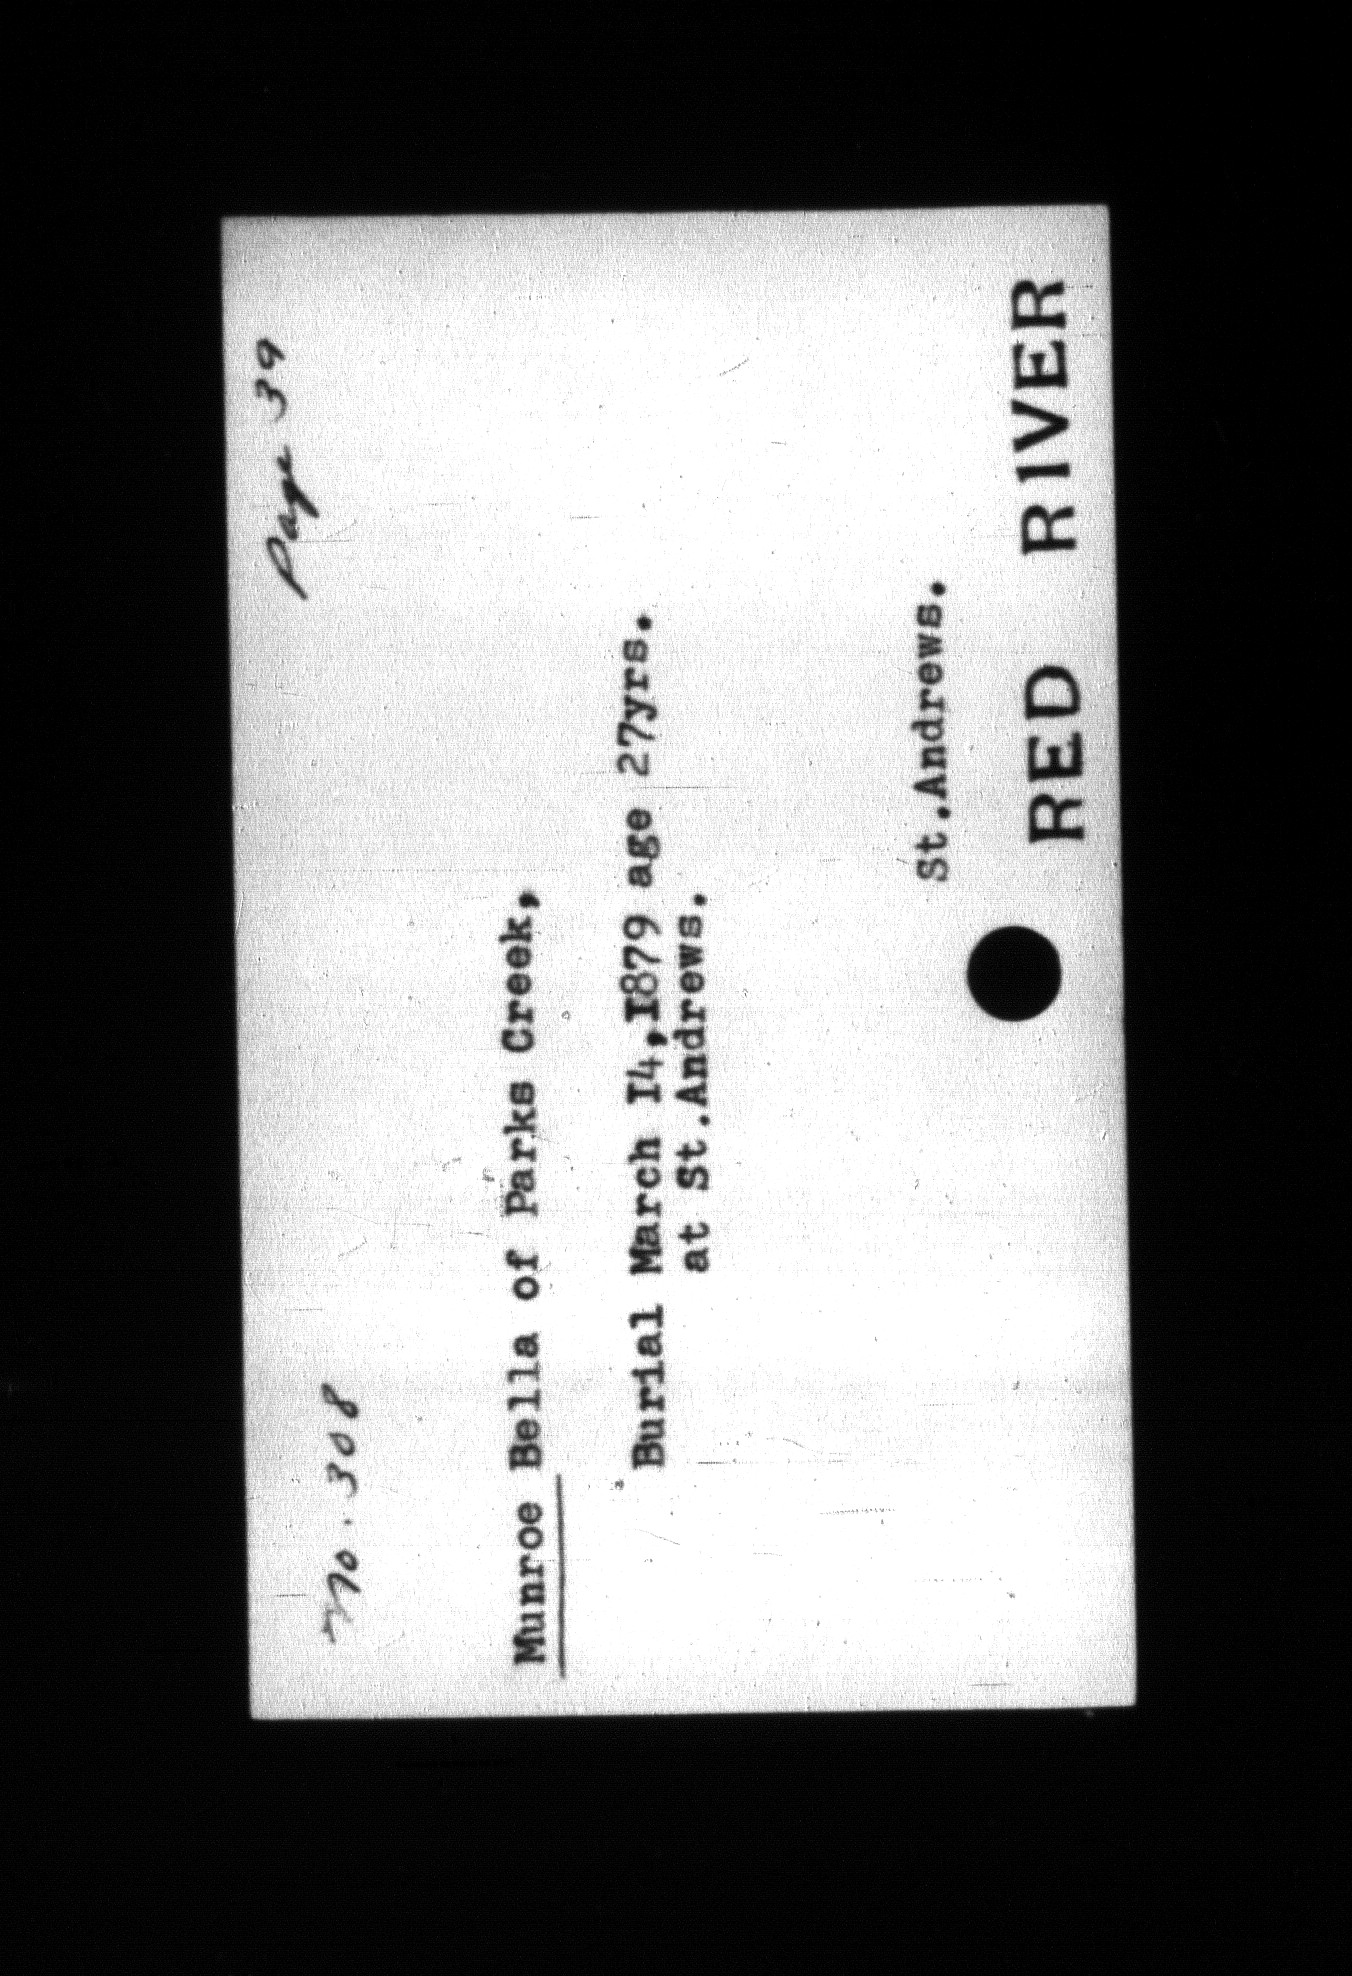 Page 39
No. 308
Munroe Bella of Parks Creek,
Burial March I4,I879 age 27yrs.
at St.Andrews.
St.Andrews.
RED RIVER